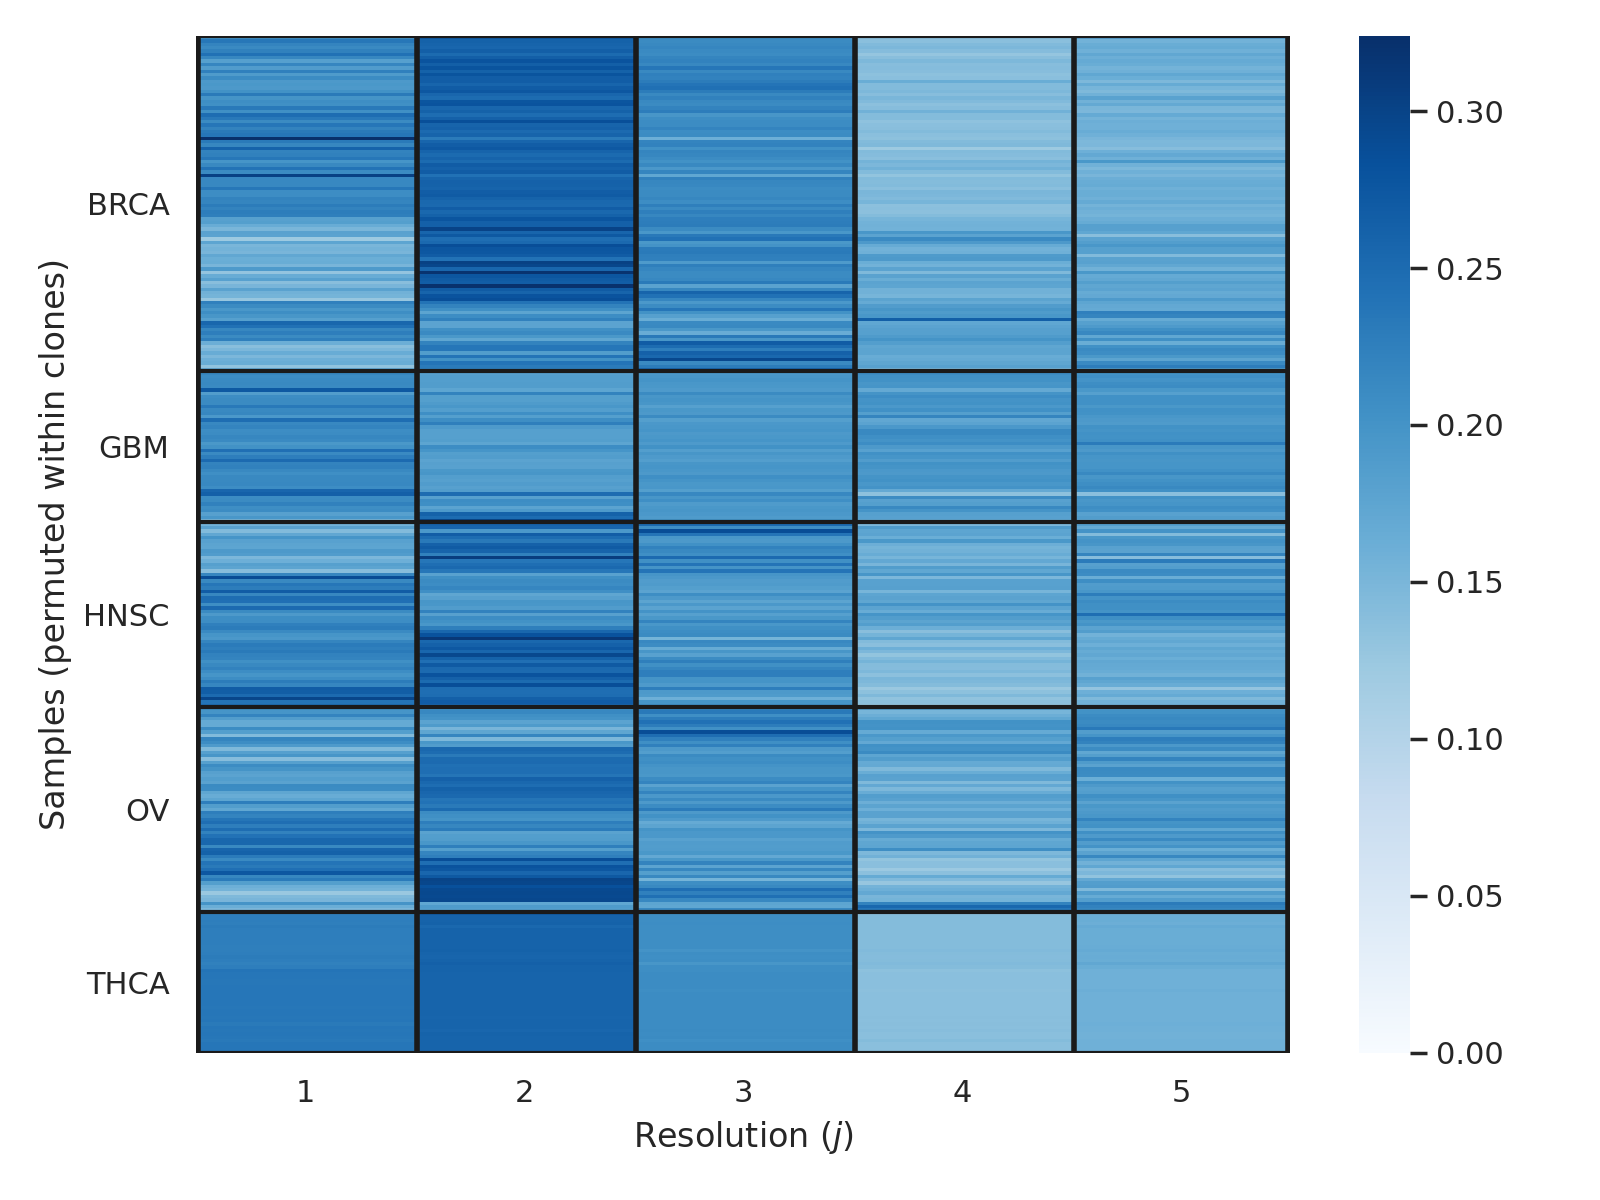 Samples (permuted within clones)
BRCA
GBM
HNSC
OV
THCA
1 2 3 4 5
Resolution (j)
0.30
0.25
0.20
0.15
0.10
0.05
0.00